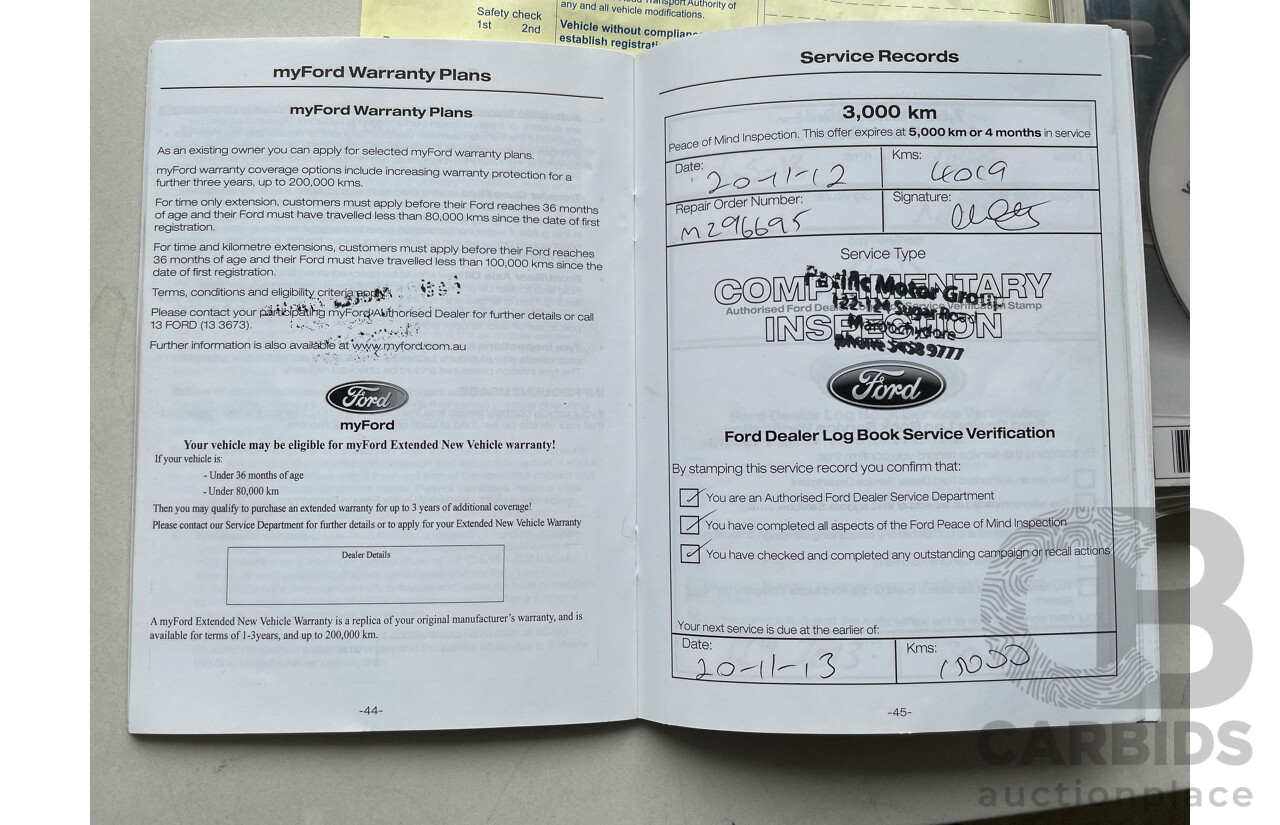 Safety check
1st 2nd
Transport Authority of
any and all vehicle modifications.
Vehicle without
establish
myFord Warranty Plans
myFord Warranty Plans
As an existing owner you can apply for selected myFord warranty plans.
myFord warranty coverage options include increasing warranty protection for a
further three years, up to 200,000 kms.
For time only extension, customers must apply before their Ford reaches 36 months
of age and their Ford must have travelled less than 80,000 kms since the date of first
registration.
For time and kilometre extensions, customers must apply before their Ford reaches
36 months of age and their Ford must have travelled less than 100,000 kms since the
date of first registration.
Terms, conditions and eligibility criteria apply.
Please contact your participating myFord Authorised Dealer for further details or call
13 FORD (13 3673).
Further information is also available at www.myford.com.au
Ford
myFord
Your vehicle may be eligible for myFord Extended New Vehicle warranty!
If your vehicle is:
- Under 36 months of age
- Under 80,000 km
Then you may qualify to purchase an extended warranty for up to 3 years of additional coverage!
Please contact our Service Department for further details or to apply for your Extended New Vehicle Warranty
Dealer Details
A myFord Extended New Vehicle Warranty is a replica of your original manufacturer's warranty, and is
available for terms of 1-3years, and up to 200,000 km.
-44-
Service Records
3,000 km
Peace of Mind Inspection. This offer expires at 5,000 km or 4 months in service
Date: 20-11-12
Kms: 4019
Repair Order Number: M296695
Signature:
Service Type
COMPLIMENTARY
Authorised Ford Dealer Service Verification Stamp
INSPECTION
Pacific Motor Group
122-124 Sugar Road
Maroochydore
phone 5458 9777
Ford
Ford Dealer Log Book Service Verification
By stamping this service record you confirm that:
You are an Authorised Ford Dealer Service Department
You have completed all aspects of the Ford Peace of Mind Inspection
You have checked and completed any outstanding campaign or recall actions
Your next service is due at the earlier of:
Date: 20-11-13
Kms: 15000
-45-
CARBIDS
auctionplace